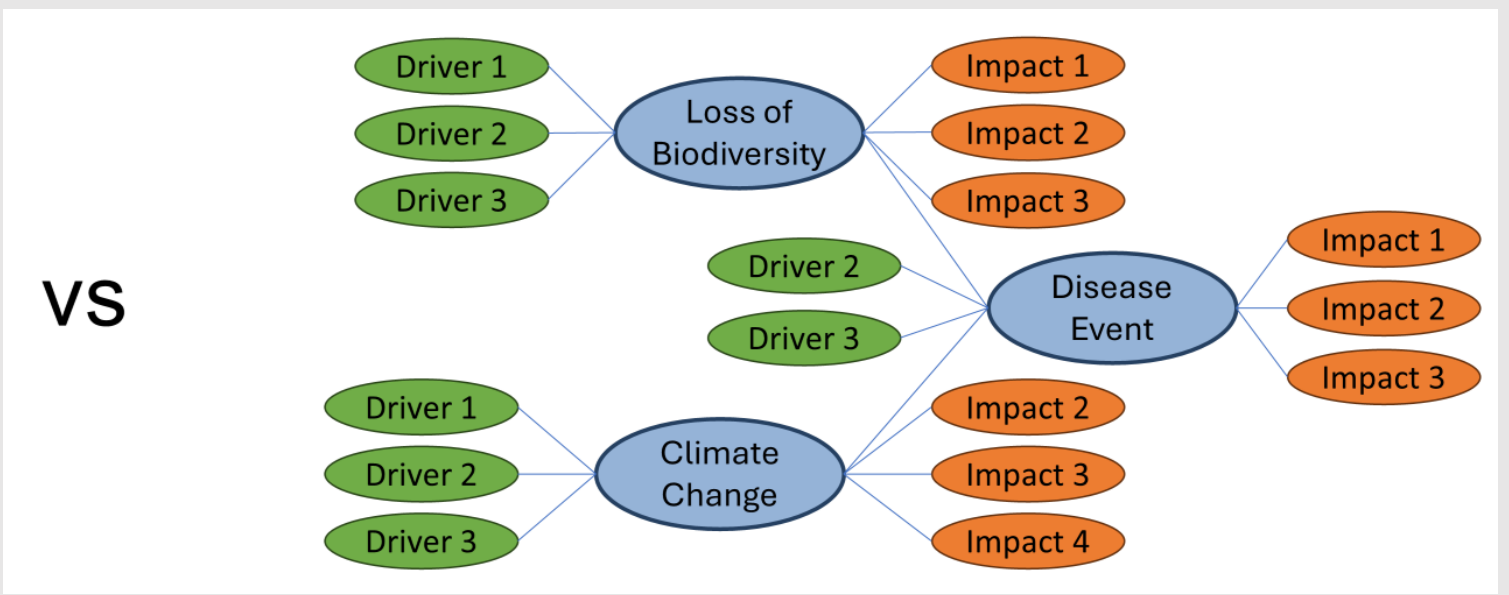 vs
Driver 1
Driver 2
Driver 3
Loss of
Biodiversity
Impact 1
Impact 2
Impact 3
Driver 2
Driver 3
Disease
Event
Impact 1
Impact 2
Impact 3
Driver 1
Driver 2
Driver 3
Climate
Change
Impact 2
Impact 3
Impact 4